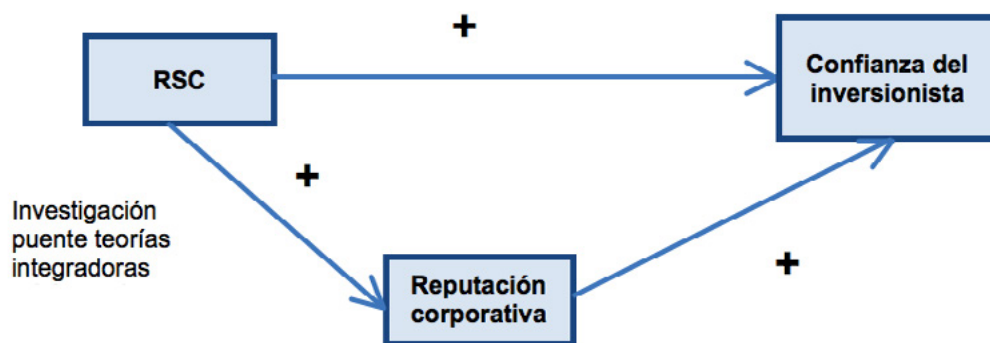 +
RSC
Confianza del
inversionista
+
Investigación
puente teorías
integradoras
Reputación
corporativa
+